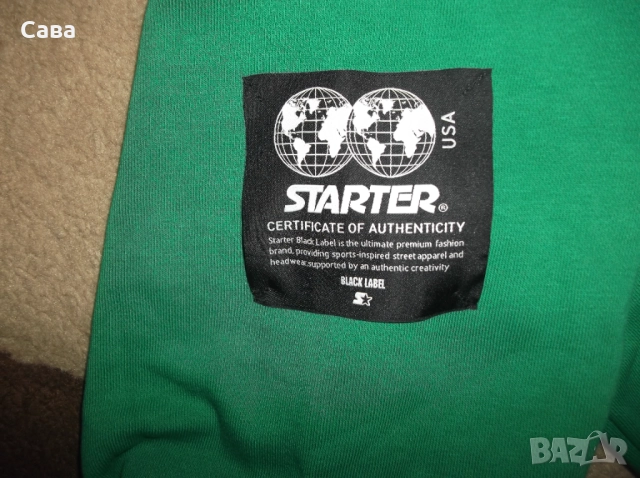 Сава
USA
STARTER®
CERTIFICATE OF AUTHENTICITY
Starter Black Label is the ultimate premium fashion
brand, providing sports-inspired street apparel and
headwear supported by an authentic creativity
BLACK LABEL
S
BAZAR